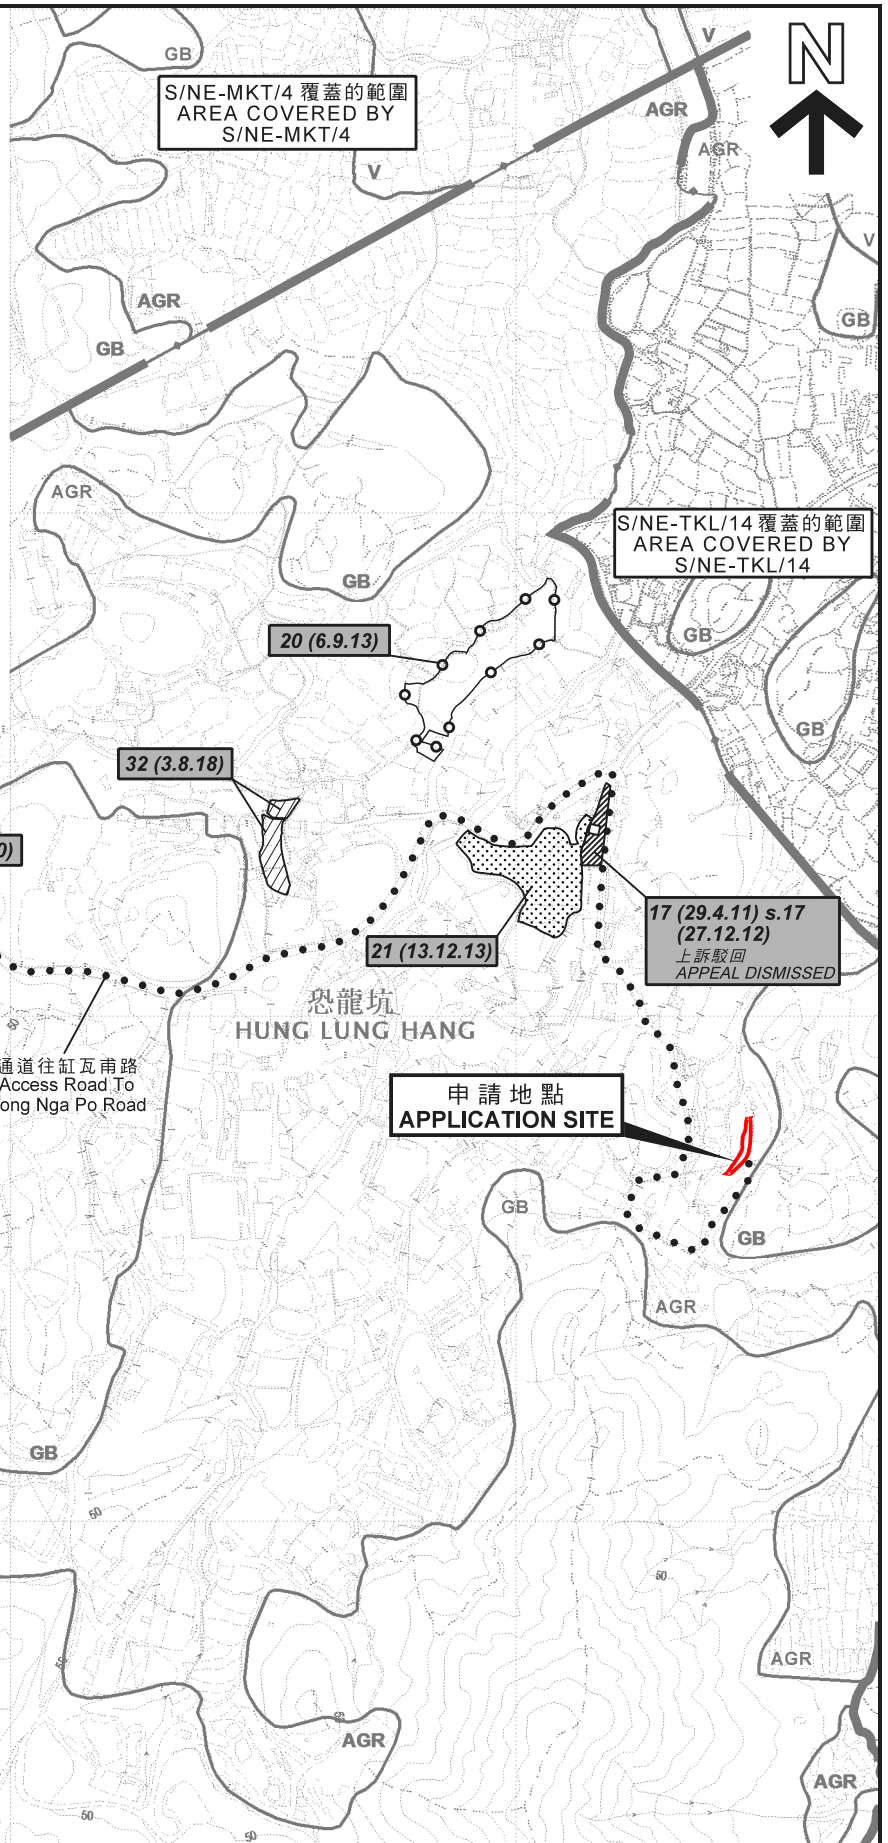 GB
V
N
S/NE-MKT/4 覆蓋的範圍
AREA COVERED BY
S/NE-MKT/4
AGR
AGR
V
V
AGR
GB
GB
AGR
S/NE-TKL/14 覆蓋的範圍
AREA COVERED BY
S/NE-TKL/14
GB
GB
20 (6.9.13)
GB
32 (3.8.18)
0)
17 (29.4.11) s.17
(27.12.12)
上訴駁回
APPEAL DISMISSED
21 (13.12.13)
恐龍坑
HUNG LUNG HANG
50
通道往缸瓦甫路
Access Road To
ong Nga Po Road
申請地點
APPLICATION SITE
GB
GB
AGR
GB
50
50
AGR
50
50
AGR
AGR
50
50